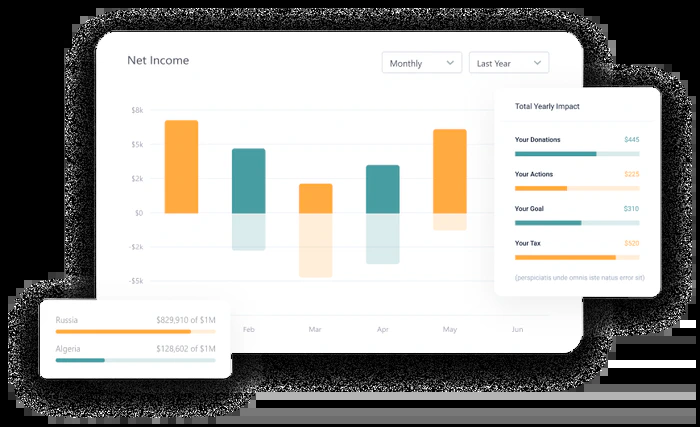 Net Income
Monthly
Last Year
$8k
$5k
$2k
$0
-$2k
-$5k
Feb
Mar
Apr
May
Jun
Total Yearly Impact
Your Donations $445
Your Actions $225
Your Goal $310
Your Tax $520
(perspiciatis unde omnis iste natus error sit)
Russia $829,910 of $1M
Algeria $128,602 of $1M